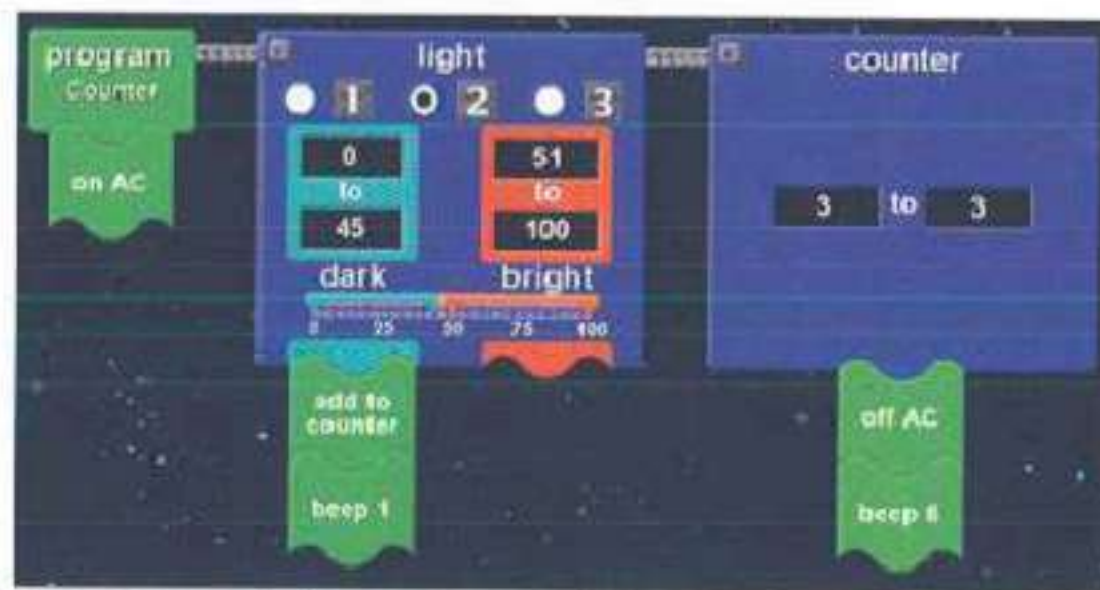 program
Counter
on AC
light
1 2 3
0
to
45
dark
51
to
100
bright
0 25 50 75 100
add to
counter
beep 1
counter
3 to 3
off AC
beep